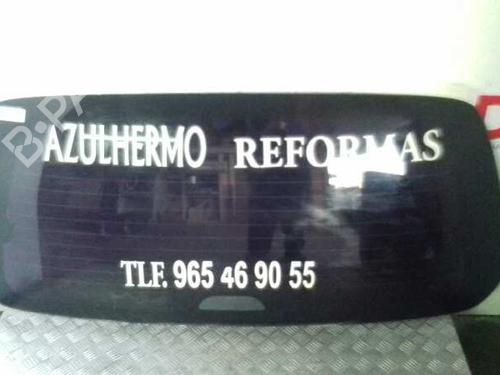 AZULHERMO REFORMAS
TLF. 965 46 90 55